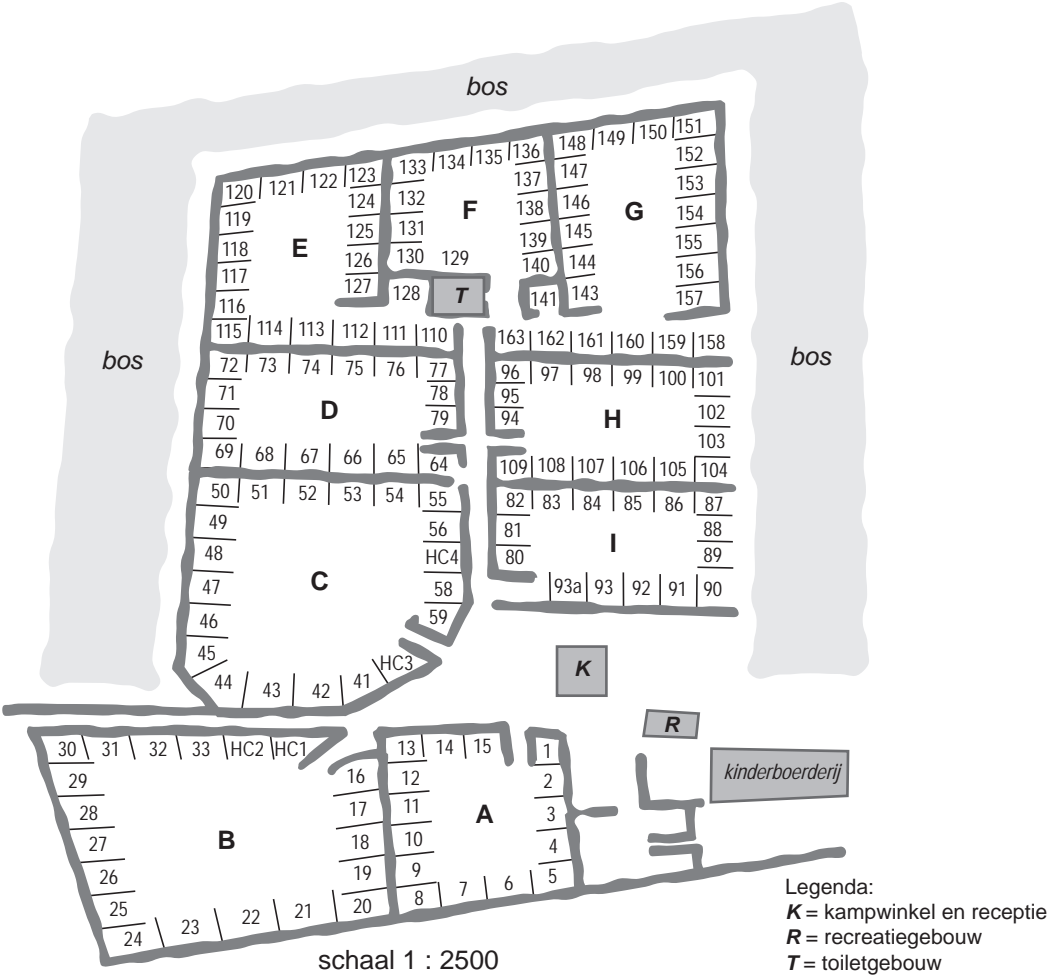 bos
bos
bos
151
148 149 150
152
147
153
146
G
154
145
155
144
156
143
157
133 134 135 136
137
132
F
138
131
139
130 129
140
128
T
141
120 121 122 123
124
119
125
118
E
126
117
127
116
115 114 113 112 111 110
163 162 161 160 159 158
72 73 74 75 76 77
78
71
D
79
70
69 68 67 66 65 64
96 97 98 99 100 101
95
102
94
H
103
109 108 107 106 105 104
50 51 52 53 54 55
49
56
48
HC4
C
47
58
46
59
45
44 43 42 41 HC3
82 83 84 85 86 87
81
88
I
80
89
93a 93 92 91 90
K
R
kinderboerderij
30 31 32 33 HC2 HC1
29
16
28
17
27
B
18
26
19
25
20
24 23 22 21
13 14 15 1
12
2
11
A
3
10
4
9
5
8 7 6
schaal 1 : 2500
Legenda:
K = kampwinkel en receptie
R = recreatiegebouw
T = toiletgebouw